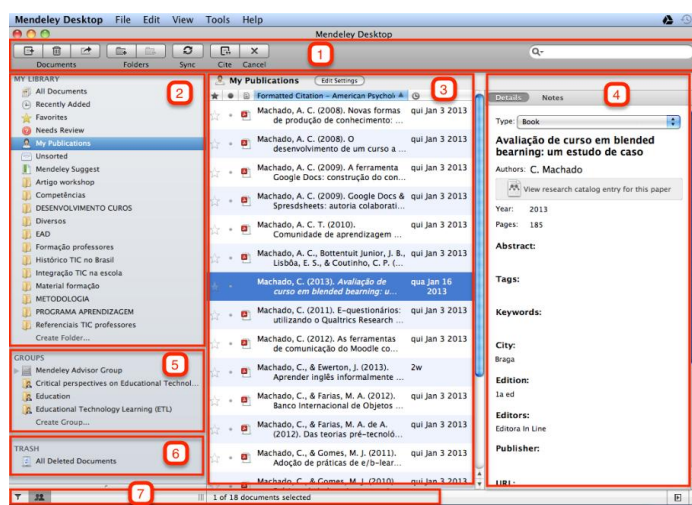 Mendeley Desktop File Edit View Tools Help
Mendeley Desktop
Documents Folders Sync Cite Cancel
1
MY LIBRARY
2
All Documents
Recently Added
Favorites
Needs Review
My Publications
Unsorted
Mendeley Suggest
Artigo workshop
Competências
DESENVOLVIMENTO CUROS
Diversos
EAD
Formação professores
Histórico TIC no Brasil
Integração TIC na escola
Material formação
METODOLOGIA
PROGRAMA APRENDIZAGEM
Referenciais TIC professores
Create Folder...
GROUPS
5
Mendeley Advisor Group
Critical perspectives on Educational Technol...
Education
Educational Technology Learning (ETL)
Create Group...
TRASH
6
All Deleted Documents
7
My Publications Edit Settings
3
Formatted Citation - American Psychol
Machado, A. C. (2008). Novas formas qui Jan 3 2013
de produção de conhecimento: ...
Machado, A. C. (2008). O qui Jan 3 2013
desenvolvimento de um curso a ...
Machado, A. C. (2009). A ferramenta qui Jan 3 2013
Google Docs: construção do con...
Machado, A. C. (2009). Google Docs & qui Jan 3 2013
Spresdsheets: autoria colaborati...
Machado, A. C. T. (2010). qui Jan 3 2013
Comunidade de aprendizagem ...
Machado, A. C., Bottentuit Junior, J. B., qui Jan 3 2013
Lisbôa, E. S., & Coutinho, C. P. (...
Machado, C. (2013). Avaliação de qua Jan 16
curso em blended bearning: u... 2013
Machado, C. (2011). E-questionários: qui Jan 3 2013
utilizando o Qualtrics Research ...
Machado, C. (2012). As ferramentas qui Jan 3 2013
de comunicação do Moodle co...
Machado, C., & Ewerton, J. (2013). 2w
Aprender inglês informalmente ...
Machado, C., & Farias, M. A. (2012). qui Jan 3 2013
Banco Internacional de Objetos ...
Machado, C., & Farias, M. A. de A. qui Jan 3 2013
(2012). Das teorias pré-tecnoló...
Machado, C., & Gomes, M. J. (2011). qui Jan 3 2013
Adoção de práticas de e/b-lear...
Machado, C., & Gomes, M. J. (2010). qui Jan 3 2013
1 of 18 documents selected
4
Details Notes
Type: Book
Avaliação de curso em blended
bearning: um estudo de caso
Authors: C. Machado
View research catalog entry for this paper
Year: 2013
Pages: 185
Abstract:
Tags:
Keywords:
City:
Braga
Edition:
1a ed
Editors:
Editora In Line
Publisher:
URL: